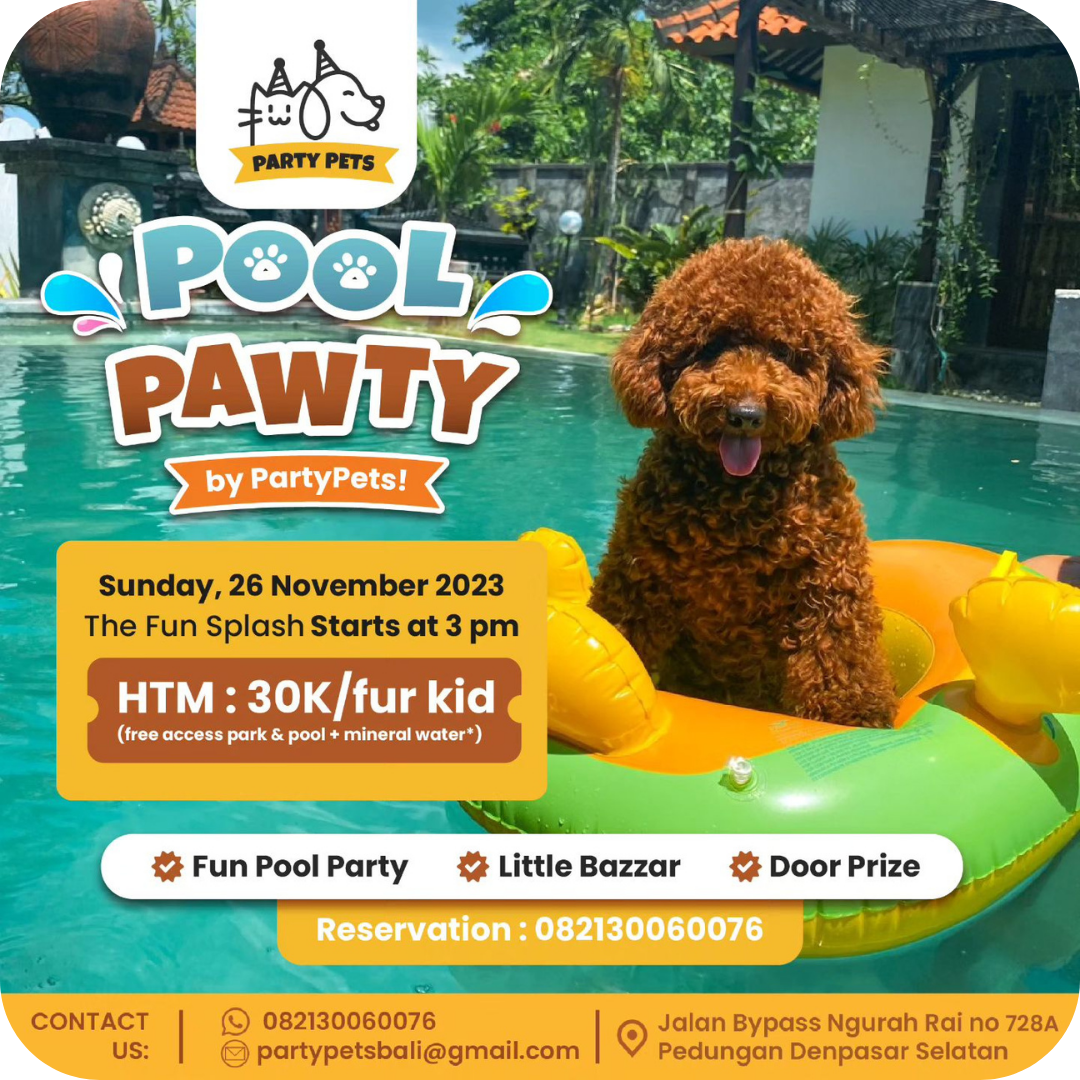 PARTY PETS
POOL
PAWTY
by PartyPets!
Sunday, 26 November 2023
The Fun Splash Starts at 3 pm
HTM : 30K/fur kid
(free access park & pool + mineral water*)
Fun Pool Party Little Bazzar Door Prize
Reservation : 082130060076
CONTACT
US:
082130060076
partypetsbali@gmail.com
Jalan Bypass Ngurah Rai no 728A
Pedungan Denpasar Selatan